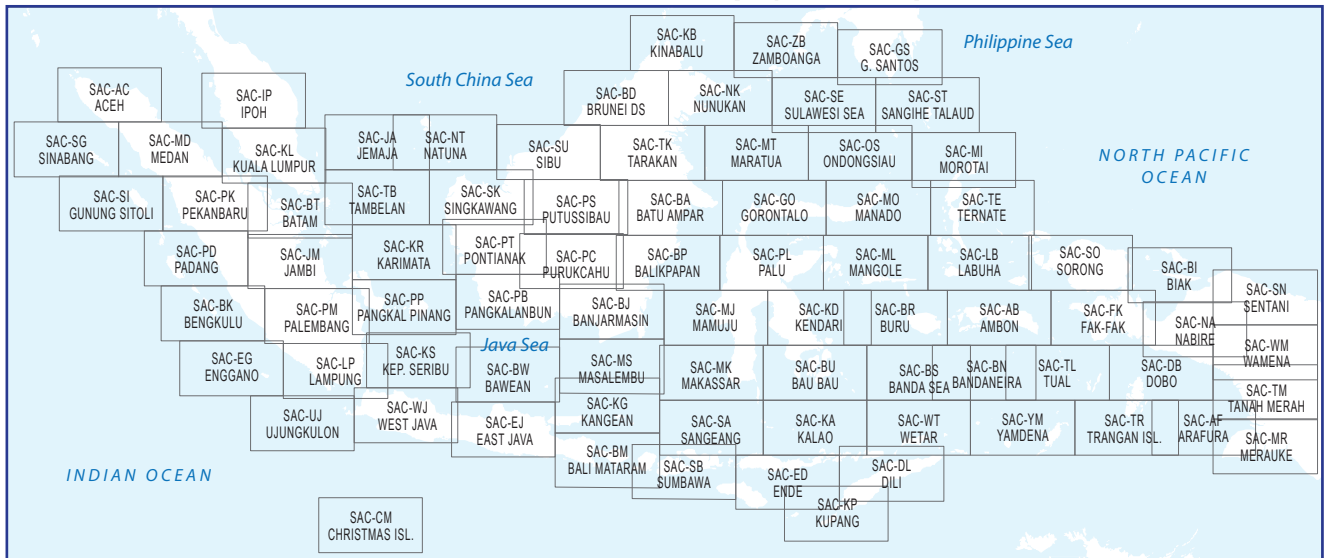 SAC-KB
KINABALU
SAC-ZB
ZAMBOANGA
SAC-GS
G. SANTOS
Philippine Sea
South China Sea
SAC-AC
ACEH
SAC-IP
IPOH
SAC-BD
BRUNEI DS
SAC-NK
NUNUKAN
SAC-SE
SULAWESI SEA
SAC-ST
SANGIHE TALAUD
SAC-SG
SINABANG
SAC-MD
MEDAN
SAC-KL
KUALA LUMPUR
SAC-JA
JEMAJA
SAC-NT
NATUNA
SAC-SU
SIBU
SAC-TK
TARAKAN
SAC-MT
MARATUA
SAC-OS
ONDONGSIAU
SAC-MI
MOROTAI
NORTH PACIFIC
OCEAN
SAC-SI
GUNUNG SITOLI
SAC-PK
PEKANBARU
SAC-BT
BATAM
SAC-TB
TAMBELAN
SAC-SK
SINGKAWANG
SAC-PS
PUTUSSIBAU
SAC-BA
BATU AMPAR
SAC-GO
GORONTALO
SAC-MO
MANADO
SAC-TE
TERNATE
SAC-PD
PADANG
SAC-JM
JAMBI
SAC-KR
KARIMATA
SAC-PT
PONTIANAK
SAC-PC
PURUKCAHU
SAC-BP
BALIKPAPAN
SAC-PL
PALU
SAC-ML
MANGOLE
SAC-LB
LABUHA
SAC-SO
SORONG
SAC-BI
BIAK
SAC-SN
SENTANI
SAC-BK
BENGKULU
SAC-PM
PALEMBANG
SAC-PP
PANGKAL PINANG
SAC-PB
PANGKALANBUN
SAC-BJ
BANJARMASIN
SAC-MJ
MAMUJU
SAC-KD
KENDARI
SAC-BR
BURU
SAC-AB
AMBON
SAC-FK
FAK-FAK
SAC-NA
NABIRE
SAC-WM
WAMENA
Java Sea
SAC-EG
ENGGANO
SAC-LP
LAMPUNG
SAC-KS
KEP. SERIBU
SAC-BW
BAWEAN
SAC-MS
MASALEMBU
SAC-MK
MAKASSAR
SAC-BU
BAU BAU
SAC-BS
BANDA SEA
SAC-BN
BANDANEIRA
SAC-TL
TUAL
SAC-DB
DOBO
SAC-TM
TANAH MERAH
SAC-UJ
UJUNGKULON
SAC-WJ
WEST JAVA
SAC-EJ
EAST JAVA
SAC-KG
KANGEAN
SAC-SA
SANGEANG
SAC-KA
KALAO
SAC-WT
WETAR
SAC-YM
YAMDENA
SAC-TR
TRANGAN ISL.
SAC-AF
ARAFURA
SAC-MR
MERAUKE
INDIAN OCEAN
SAC-BM
BALI MATARAM
SAC-SB
SUMBAWA
SAC-ED
ENDE
SAC-DL
DILI
SAC-KP
KUPANG
SAC-CM
CHRISTMAS ISL.